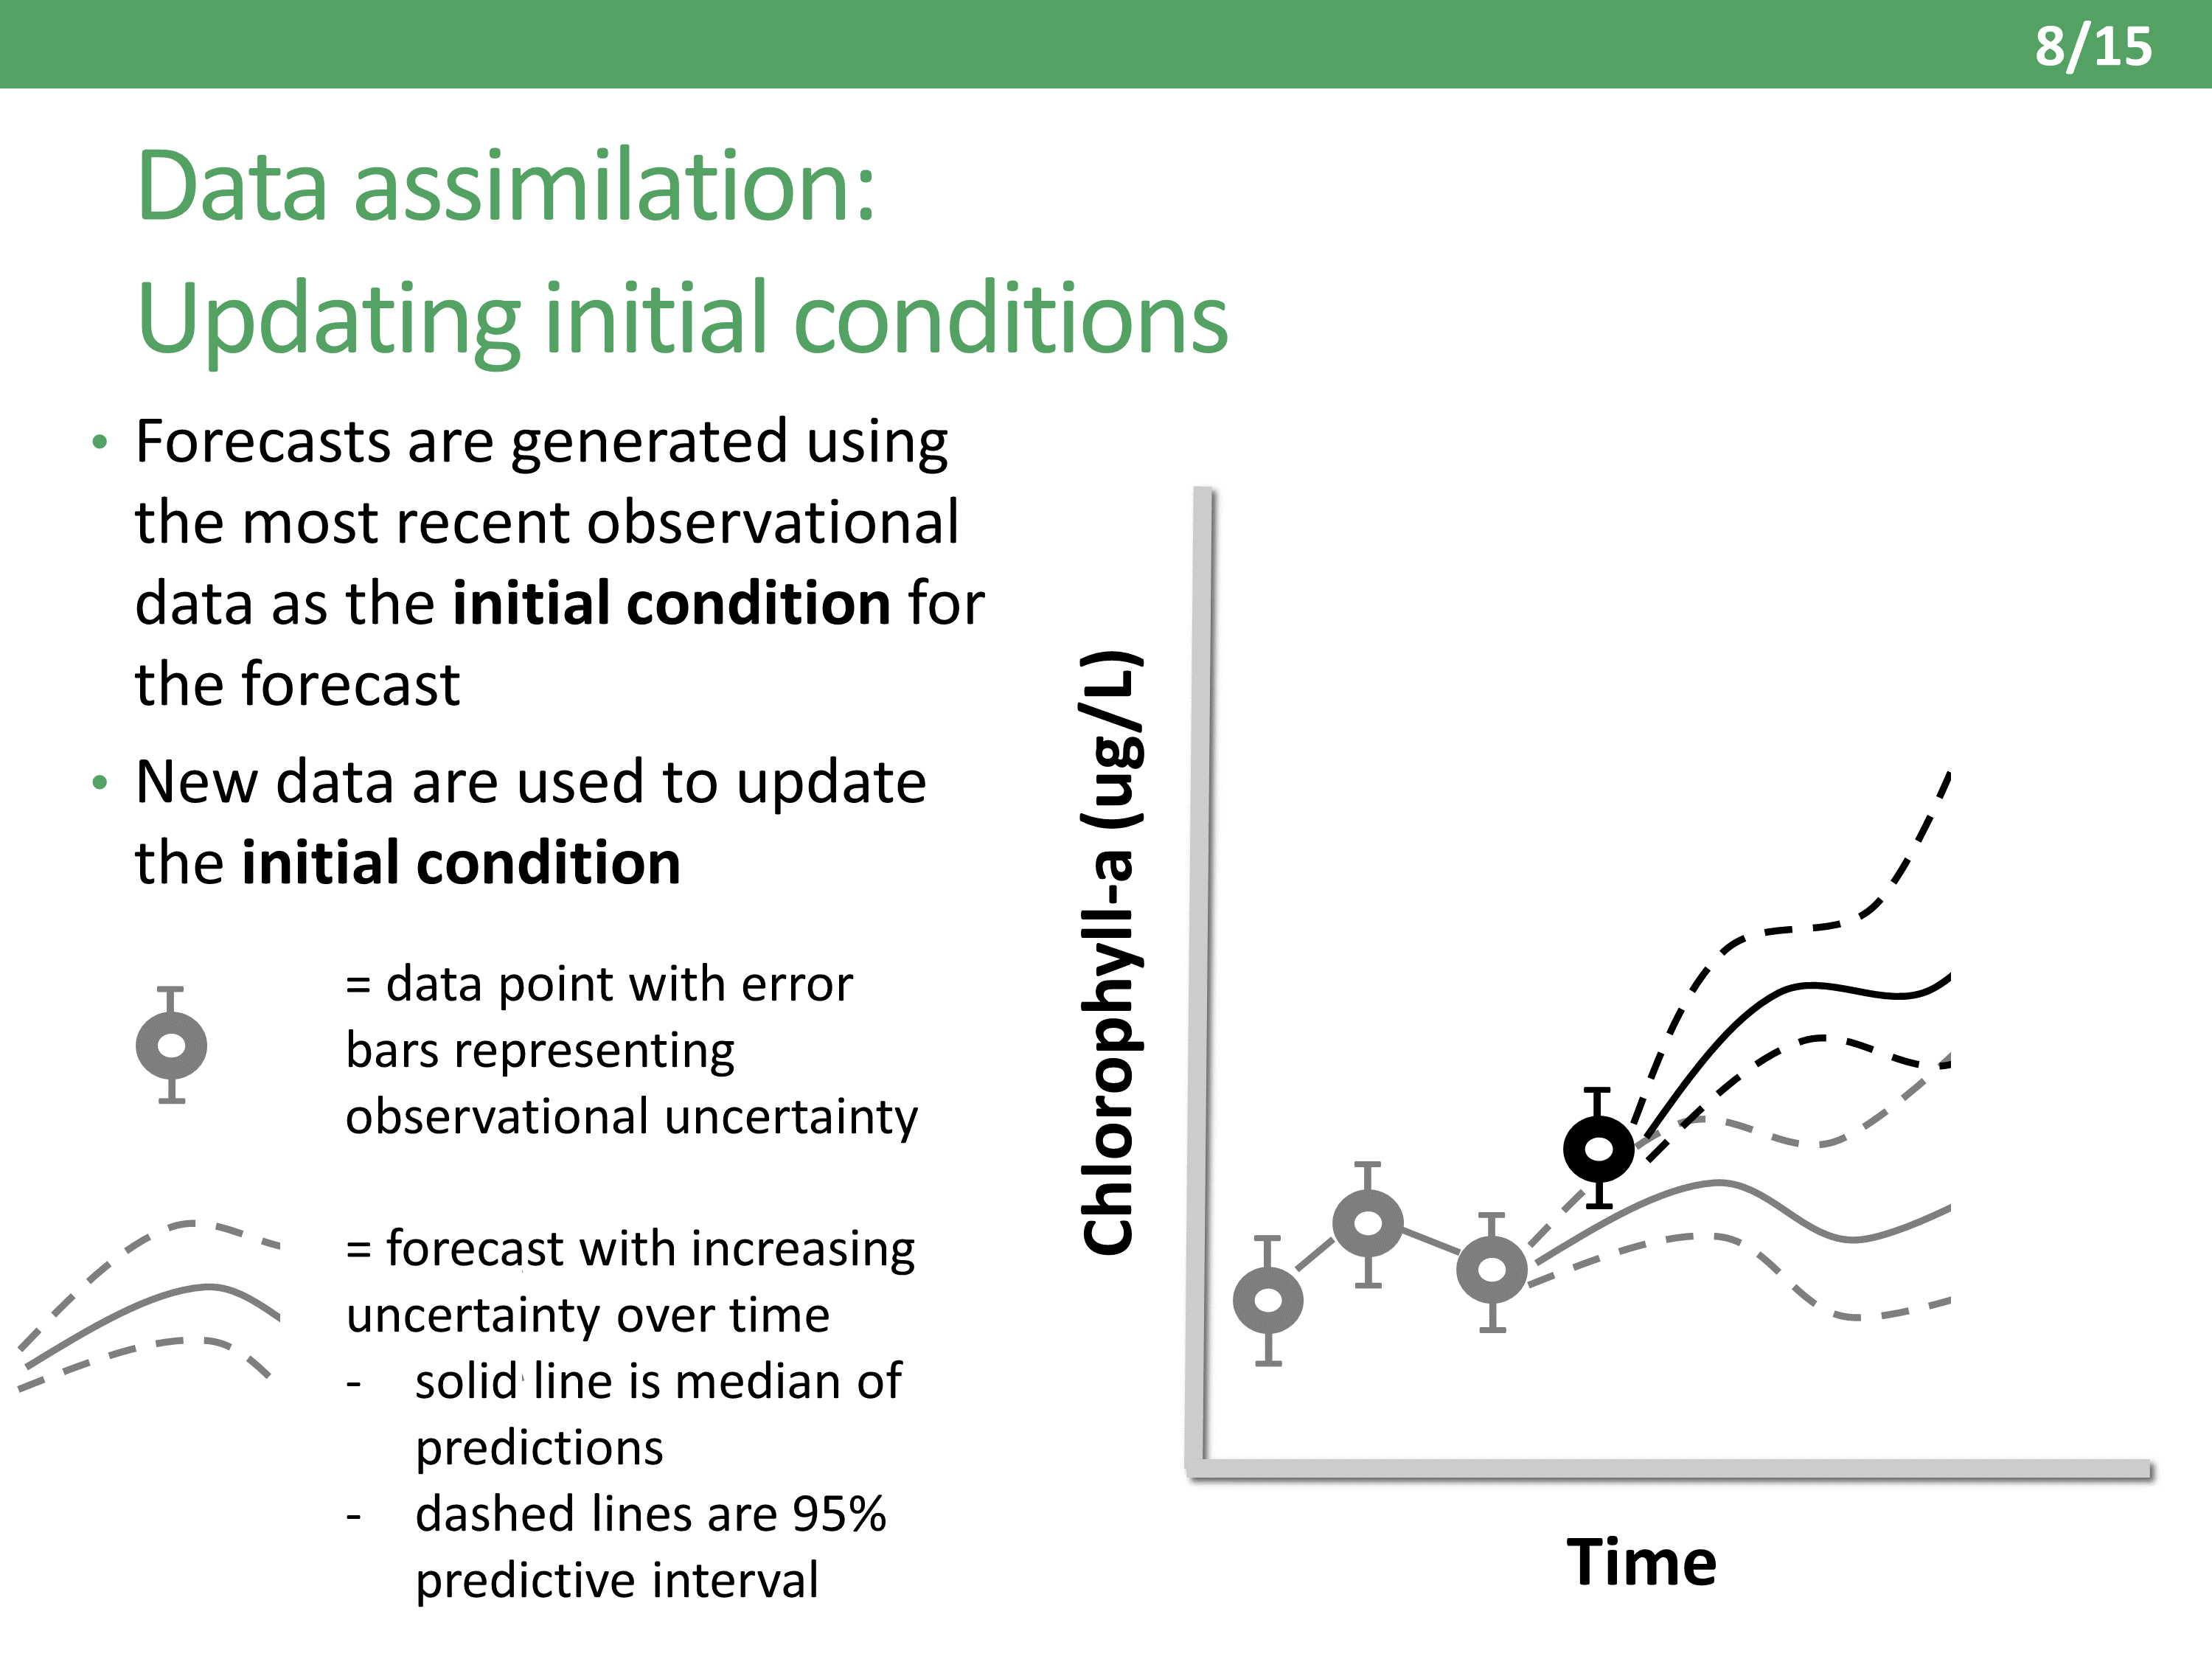 8/15
Data assimilation:
Updating initial conditions
• Forecasts are generated using
the most recent observational
data as the initial condition for
the forecast
• New data are used to update
the initial condition
= data point with error
bars representing
observational uncertainty
= forecast with increasing
uncertainty over time
- solid line is median of
predictions
- dashed lines are 95%
predictive interval
Chlorophyll-a (ug/L)
Time